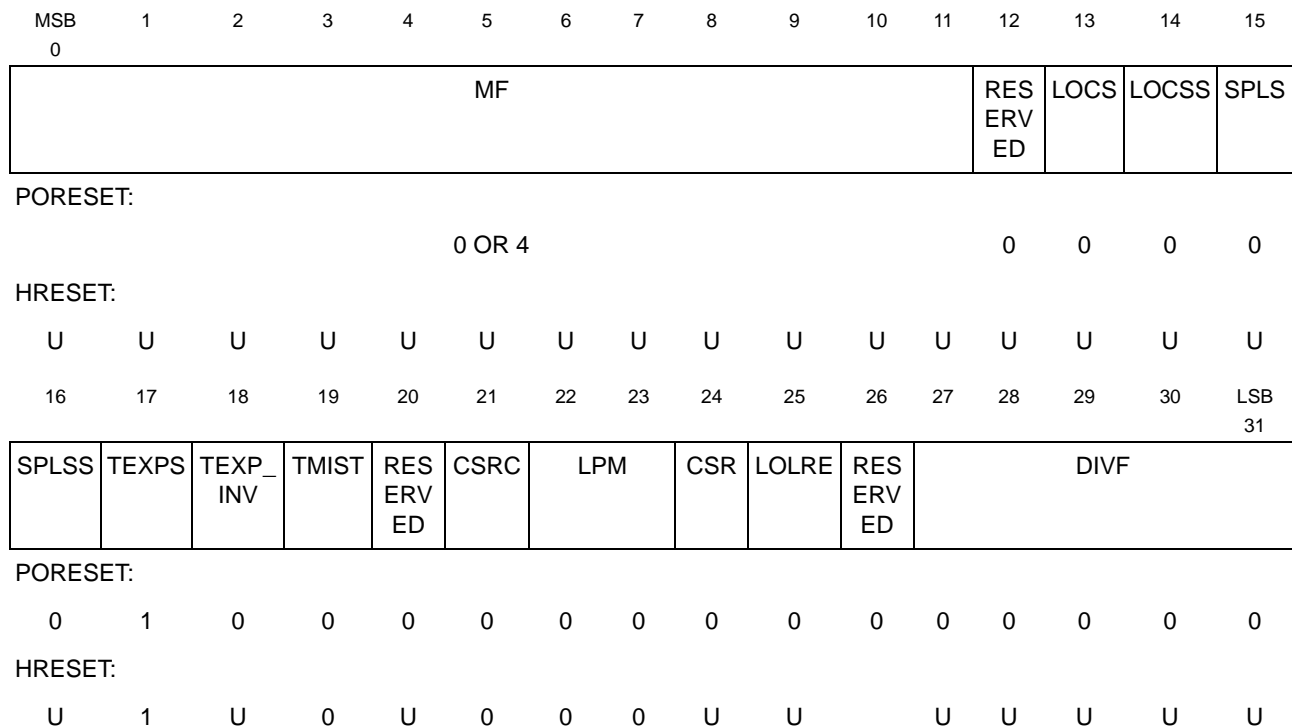 MSB 1 2 3 4 5 6 7 8 9 10 11 12 13 14 15
0
MF RES LOCS LOCSS SPLS
ERV
ED
PORESET:
0 OR 4 0 0 0 0
HRESET:
U U U U U U U U U U U U U U U U
16 17 18 19 20 21 22 23 24 25 26 27 28 29 30 LSB
31
SPLSS TEXPS TEXP_ TMIST RES CSRC LPM CSR LOLRE RES DIVF
INV ERV ERV
ED ED
PORESET:
0 1 0 0 0 0 0 0 0 0 0 0 0 0 0 0
HRESET:
U 1 U 0 U 0 0 0 U U U U U U U